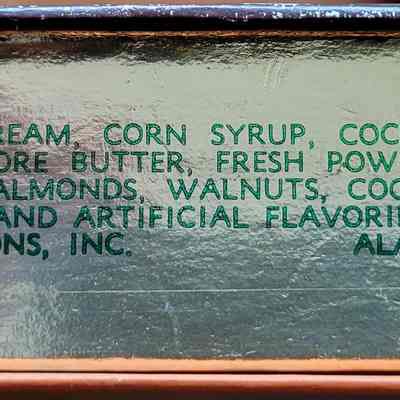 REAM, CORN SYRUP, COC
ORE BUTTER, FRESH POW
ALMONDS, WALNUTS, COC
AND ARTIFICIAL FLAVORI
ONS, INC. ALA